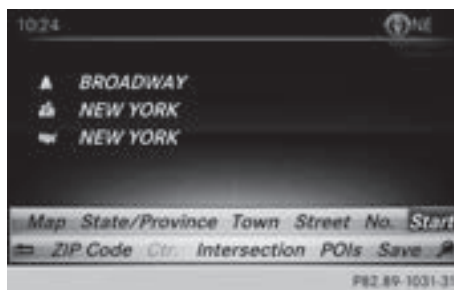 10:24 NE
BROADWAY
NEW YORK
NEW YORK
Map State/Province Town Street No. Start
ZIP Code Ctr. Intersection POIs Save
P82.89-1031-31